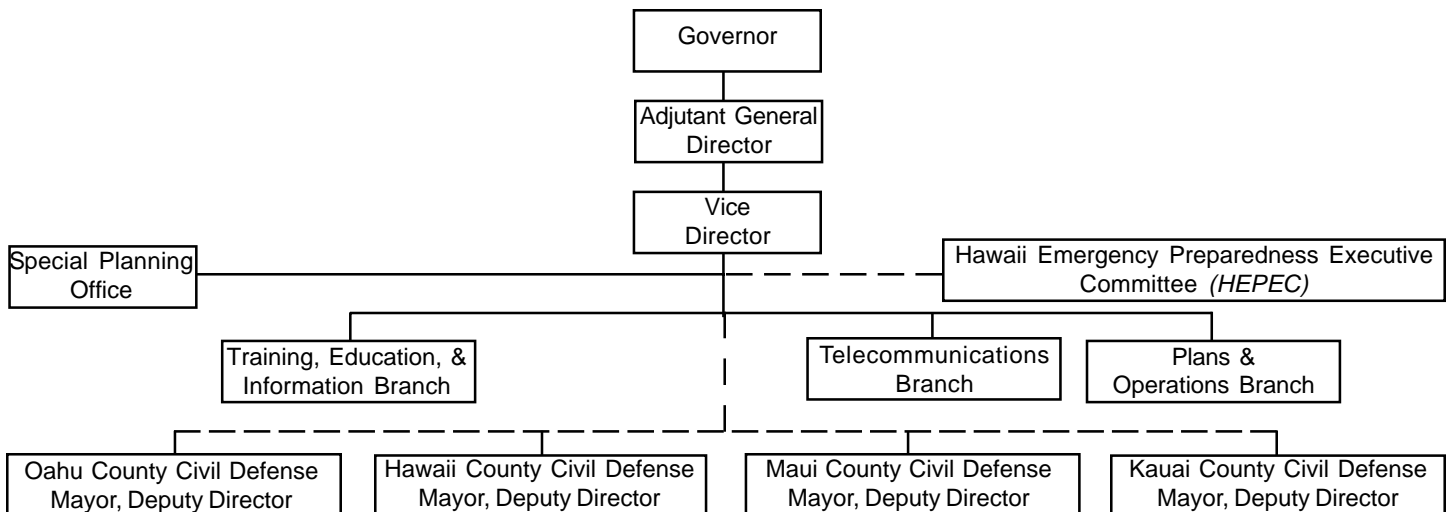 Governor
Adjutant General
Director
Vice
Director
Special Planning
Office
Hawaii Emergency Preparedness Executive
Committee (HEPEC)
Training, Education, &
Information Branch
Telecommunications
Branch
Plans &
Operations Branch
Oahu County Civil Defense
Mayor, Deputy Director
Hawaii County Civil Defense
Mayor, Deputy Director
Maui County Civil Defense
Mayor, Deputy Director
Kauai County Civil Defense
Mayor, Deputy Director